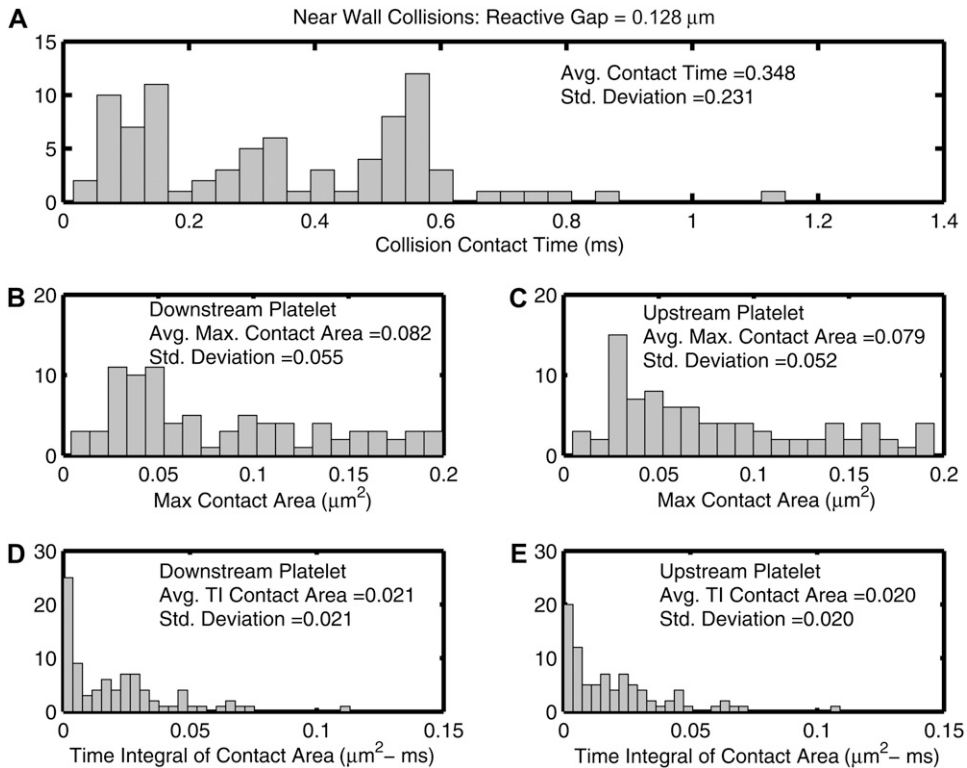 A
Near Wall Collisions: Reactive Gap = 0.128 μm
15
10
5
0
Avg. Contact Time =0.348
Std. Deviation =0.231
0 0.2 0.4 0.6 0.8 1 1.2 1.4
Collision Contact Time (ms)
B
20
10
0
Downstream Platelet
Avg. Max. Contact Area =0.082
Std. Deviation =0.055
0 0.05 0.1 0.15 0.2
Max Contact Area (μm²)
C
20
10
0
Upstream Platelet
Avg. Max. Contact Area =0.079
Std. Deviation =0.052
0 0.05 0.1 0.15 0.2
Max Contact Area (μm²)
D
30
20
10
0
Downstream Platelet
Avg. TI Contact Area =0.021
Std. Deviation =0.021
0 0.05 0.1 0.15
Time Integral of Contact Area (μm²– ms)
E
30
20
10
0
Upstream Platelet
Avg. TI Contact Area =0.020
Std. Deviation =0.020
0 0.05 0.1 0.15
Time Integral of Contact Area (μm²– ms)